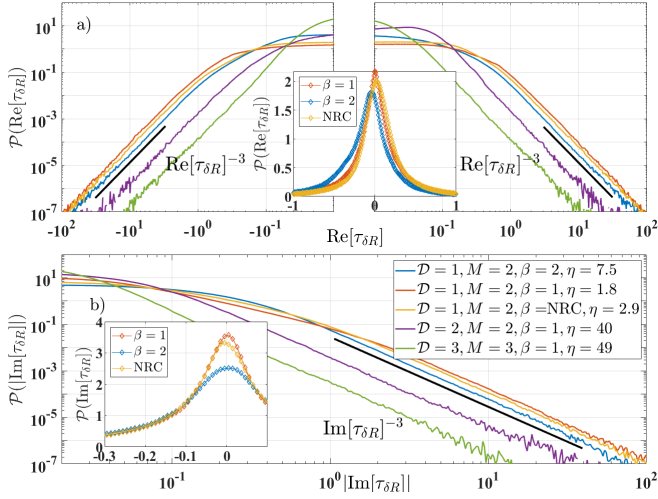 a)
10^1
10^-1
10^-3
10^-5
10^-7
P(Re[τ_δR])
-10^2
-10^1
-10^0
-10^-1
10^-1
10^0
10^1
10^2
Re[τ_δR]
Re[τ_δR]^-3
Re[τ_δR]^-3
β = 1
β = 2
NRC
P(Re[τ_δR])
2
1.5
1
0.5
0
-1
0
1
b)
10^1
10^-1
10^-3
10^-5
10^-7
P(|Im[τ_δR]|)
10^-1
10^0
10^1
10^2
|Im[τ_δR]|
Im[τ_δR]^-3
D = 1, M = 2, β = 2, η = 7.5
D = 1, M = 2, β = 1, η = 1.8
D = 1, M = 2, β =NRC, η = 2.9
D = 2, M = 2, β = 1, η = 40
D = 3, M = 3, β = 1, η = 49
β = 1
β = 2
NRC
P(Im[τ_δR])
4
3
2
1
0
-0.3
-0.2
-0.1
0